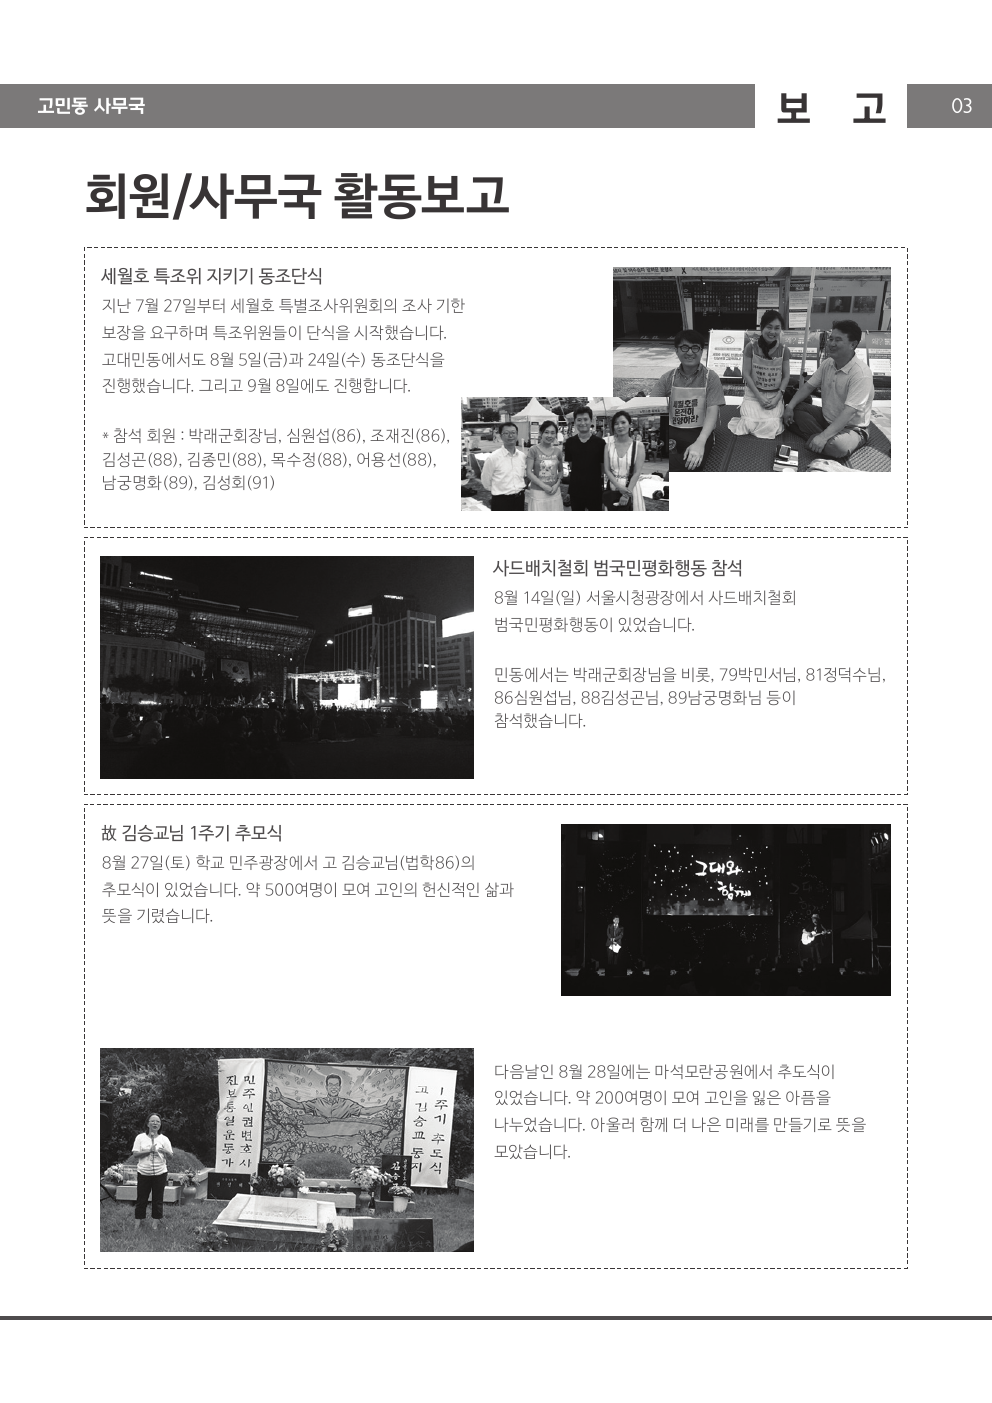 고민동 사무국
보 고
03
회원/사무국 활동보고
세월호 특조위 지키기 동조단식
지난 7월 27일부터 세월호 특별조사위원회의 조사 기한
보장을 요구하며 특조위원들이 단식을 시작했습니다.
고대민동에서도 8월 5일(금)과 24일(수) 동조단식을
진행했습니다. 그리고 9월 8일에도 진행합니다.
* 참석 회원 : 박래군회장님, 심원섭(86), 조재진(86),
김성곤(88), 김종민(88), 목수정(88), 어용선(88),
남궁명화(89), 김성회(91)
세월호를
온전히
인양하라!
사드배치철회 범국민평화행동 참석
8월 14일(일) 서울시청광장에서 사드배치철회
범국민평화행동이 있었습니다.
민동에서는 박래군회장님을 비롯, 79박민서님, 81정덕수님,
86심원섭님, 88김성곤님, 89남궁명화님 등이
참석했습니다.
故 김승교님 1주기 추모식
8월 27일(토) 학교 민주광장에서 고 김승교님(법학86)의
추모식이 있었습니다. 약 500여명이 모여 고인의 헌신적인 삶과
뜻을 기렸습니다.
그대와
함께
민주인권변호사
진보통일운동가
1주기 추도식
고 김승교 동지
다음날인 8월 28일에는 마석모란공원에서 추도식이
있었습니다. 약 200여명이 모여 고인을 잃은 아픔을
나누었습니다. 아울러 함께 더 나은 미래를 만들기로 뜻을
모았습니다.